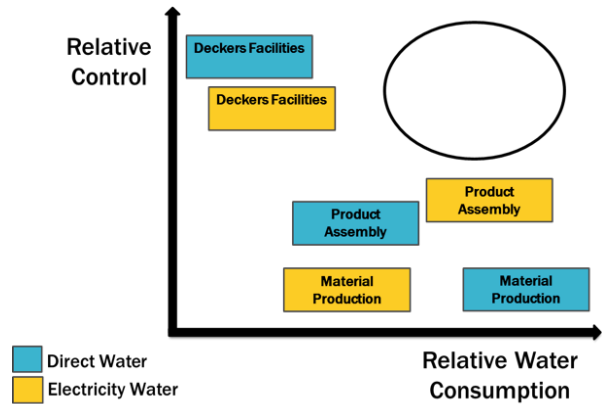 Relative
Control
Deckers Facilities
Deckers Facilities
Product
Assembly
Product
Assembly
Material
Production
Material
Production
Direct Water
Electricity Water
Relative Water
Consumption